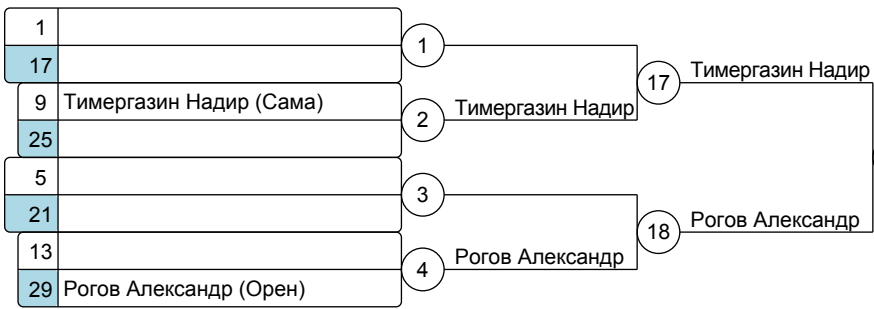 1
17
1
9 Тимергазин Надир (Сама)
25
2
Тимергазин Надир
17
Тимергазин Надир
5
21
3
13
29 Рогов Александр (Орен)
4
Рогов Александр
18
Рогов Александр